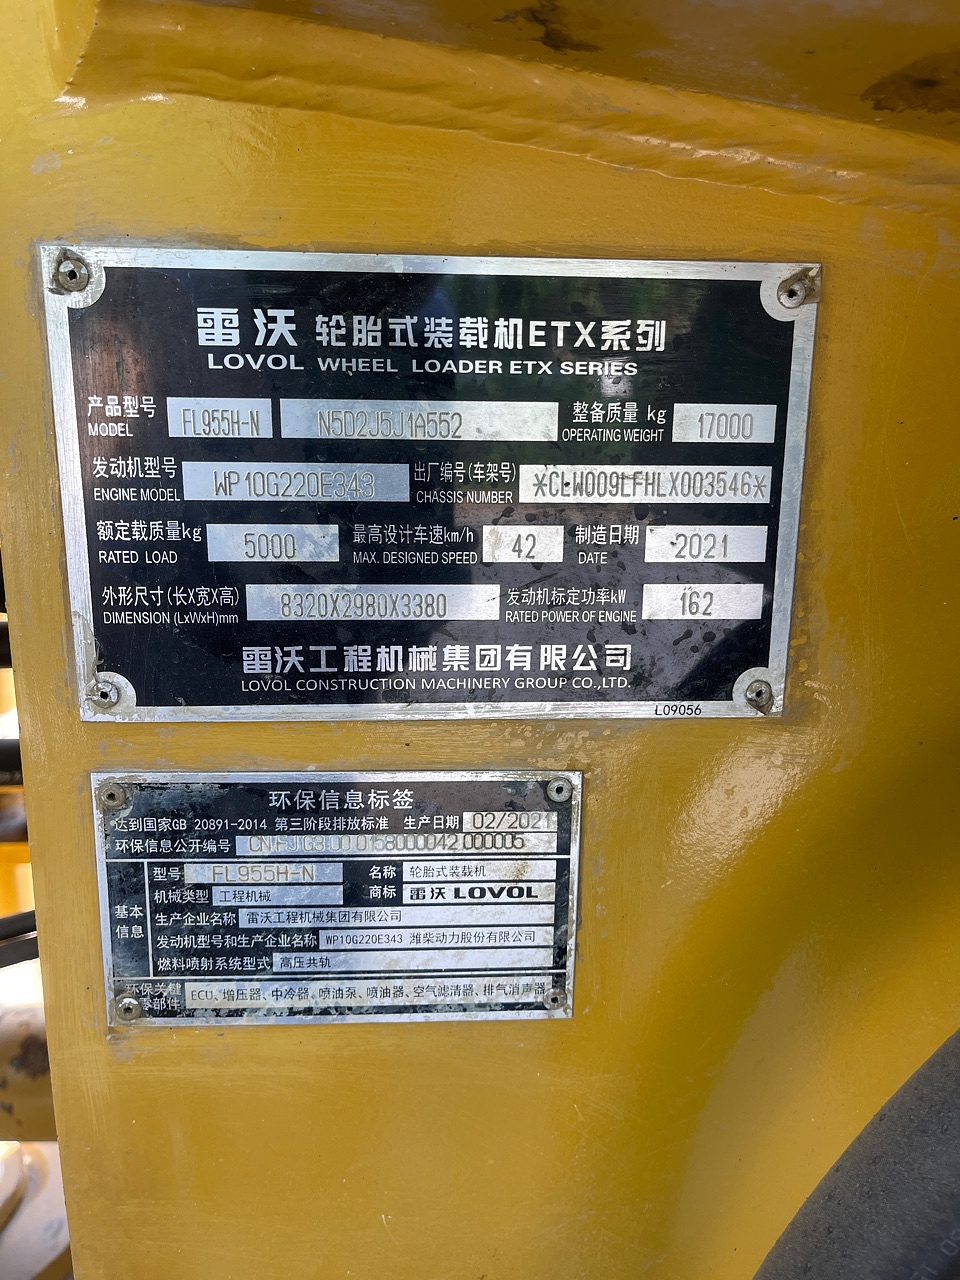 雷沃 轮胎式装载机ETX系列
LOVOL WHEEL LOADER ETX SERIES
产品型号 MODEL FL955H-N N5D2J5J1A552 整备质量 kg OPERATING WEIGHT 17000
发动机型号 ENGINE MODEL WP10G220E343 出厂编号(车架号) CHASSIS NUMBER *CLW009LFHLX003546*
额定载质量kg RATED LOAD 5000 最高设计车速km/h MAX. DESIGNED SPEED 42 制造日期 DATE 2021
外形尺寸(长X宽X高) DIMENSION (LxWxH)mm 8320X2980X3380 发动机标定功率kW RATED POWER OF ENGINE 162
雷沃工程机械集团有限公司
LOVOL CONSTRUCTION MACHINERY GROUP CO.,LTD.
L09056
环保信息标签
达到国家GB 20891-2014 第三阶段排放标准 生产日期 02/2021
环保信息公开编号 CN FJ G3 00 0158000042 000005
型号 FL955H-N 名称 轮胎式装载机
机械类型 工程机械 商标 雷沃 LOVOL
基本信息
生产企业名称 雷沃工程机械集团有限公司
发动机型号和生产企业名称 WP10G220E343 潍柴动力股份有限公司
燃料喷射系统型式 高压共轨
环保关键零部件 ECU、增压器、中冷器、喷油泵、喷油器、空气滤清器、排气消声器